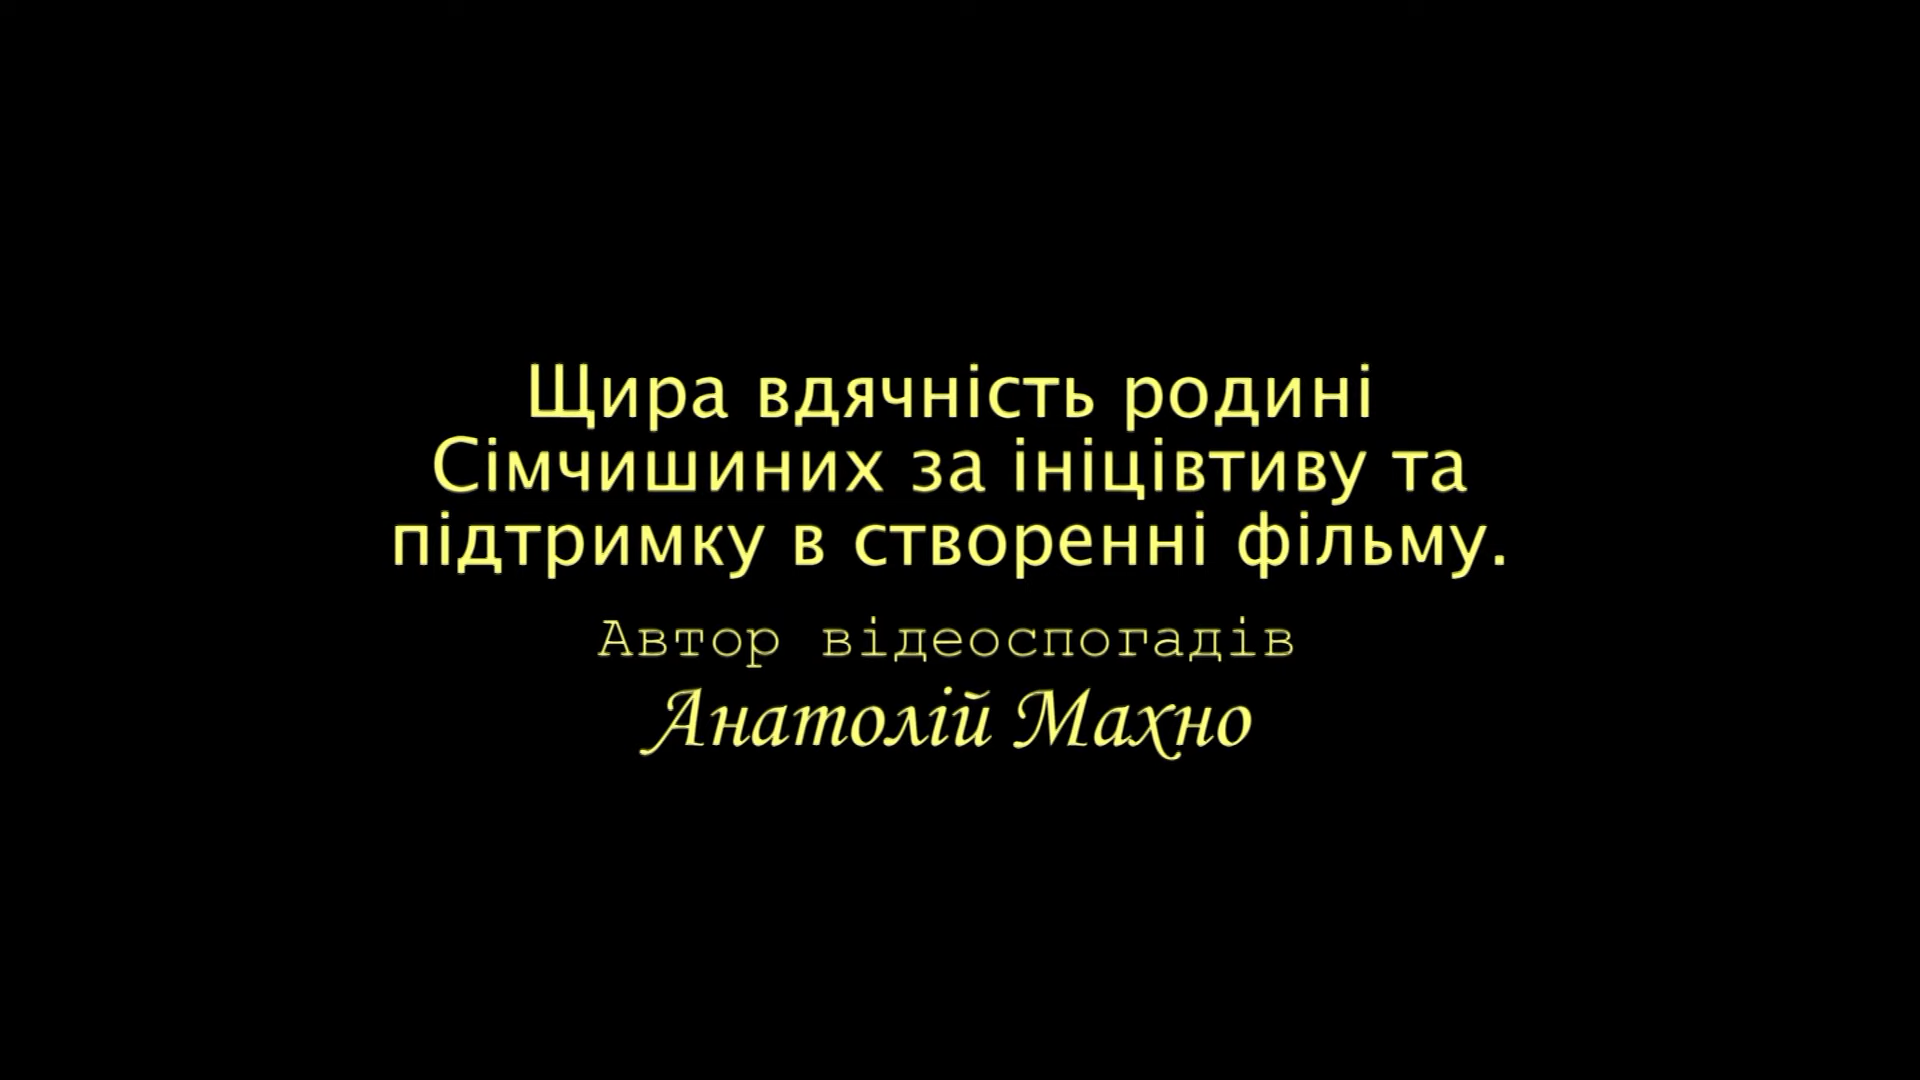 Щира вдячність родині
Сімчишиних за ініцівтиву та
підтримку в створенні фільму.
Автор відеоспогадів
Анатолій Махно